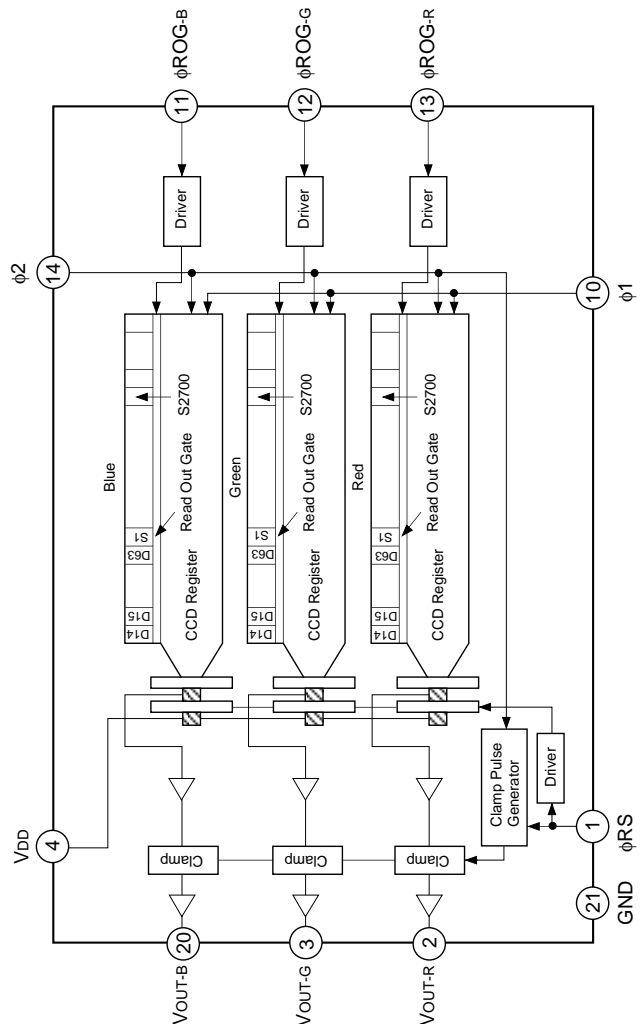 φROG-B
φROG-G
φROG-R
11
12
13
Driver
Driver
Driver
φ2
14
10
φ1
Blue
D14
D15
D63
S1
S2700
Read Out Gate
CCD Register
Green
D14
D15
D63
S1
S2700
Read Out Gate
CCD Register
Red
D14
D15
D63
S1
S2700
Read Out Gate
CCD Register
VDD
4
Clamp Pulse
Generator
Driver
Clamp
Clamp
Clamp
1
φRS
21
GND
20
VOUT-B
3
VOUT-G
2
VOUT-R